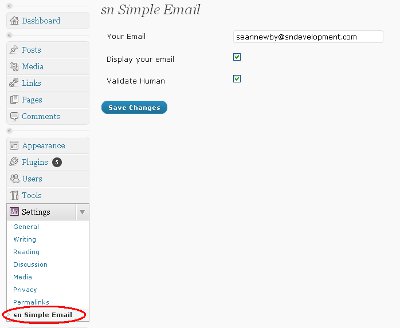 Dashboard
Posts
Media
Links
Pages
Comments
Appearance
Plugins 5
Users
Tools
Settings
General
Writing
Reading
Discussion
Media
Privacy
Permalinks
sn Simple Email
sn Simple Email
Your Email seannewby@sndevelopment.com
Display your email
Validate Human
Save Changes